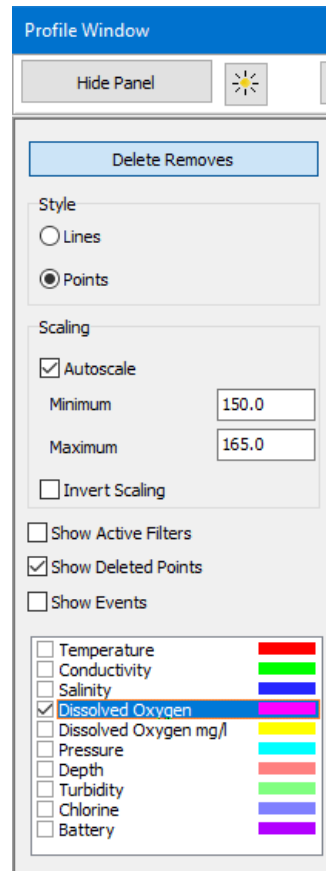 Profile Window
Hide Panel
Delete Removes
Style
Lines
Points
Scaling
Autoscale
Minimum 150.0
Maximum 165.0
Invert Scaling
Show Active Filters
Show Deleted Points
Show Events
Temperature
Conductivity
Salinity
Dissolved Oxygen
Dissolved Oxygen mg/l
Pressure
Depth
Turbidity
Chlorine
Battery